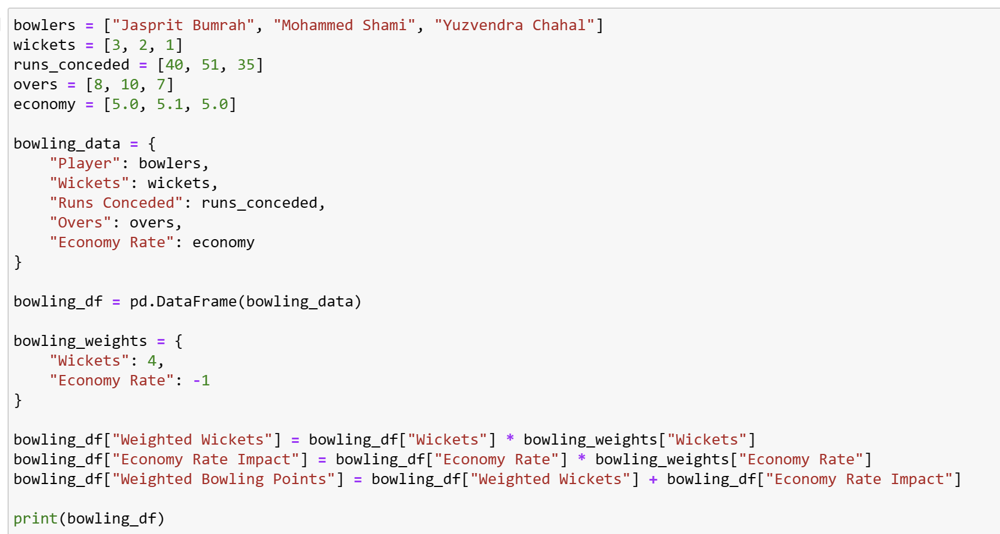 bowlers = ["Jasprit Bumrah", "Mohammed Shami", "Yuzvendra Chahal"]
wickets = [3, 2, 1]
runs_conceded = [40, 51, 35]
overs = [8, 10, 7]
economy = [5.0, 5.1, 5.0]

bowling_data = {
    "Player": bowlers,
    "Wickets": wickets,
    "Runs Conceded": runs_conceded,
    "Overs": overs,
    "Economy Rate": economy
}

bowling_df = pd.DataFrame(bowling_data)

bowling_weights = {
    "Wickets": 4,
    "Economy Rate": -1
}

bowling_df["Weighted Wickets"] = bowling_df["Wickets"] * bowling_weights["Wickets"]
bowling_df["Economy Rate Impact"] = bowling_df["Economy Rate"] * bowling_weights["Economy Rate"]
bowling_df["Weighted Bowling Points"] = bowling_df["Weighted Wickets"] + bowling_df["Economy Rate Impact"]

print(bowling_df)